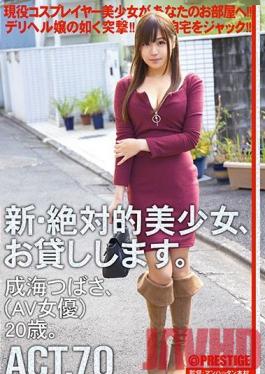 現役コスプレイヤー美少女があなたのお部屋へ!!
デリヘル嬢の如く突撃!! 自宅をジャック!!
新・絶対的美少女、
お貸しします。
成海つばさ、
(AV女優)
20歳。
ACT.70
PRESTIGE